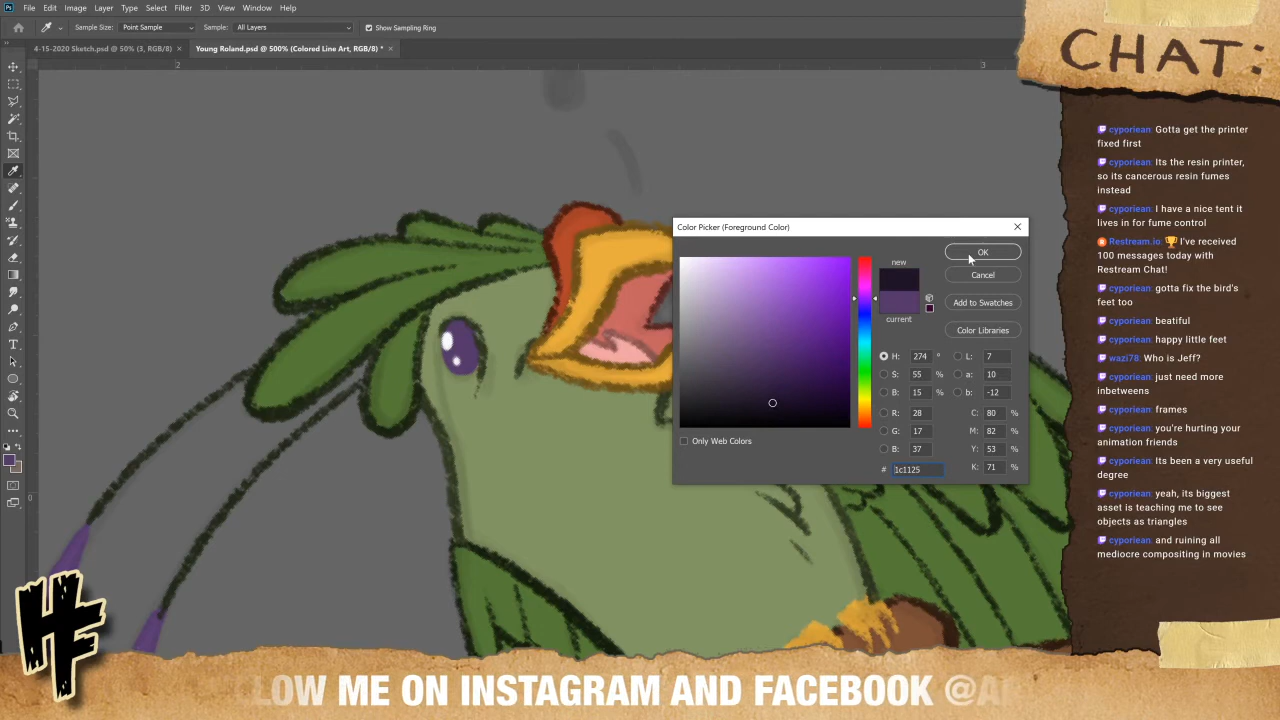 Ps File Edit Image Layer Type Select Filter 3D View Window Help
Sample Size: Point Sample Sample: All Layers Show Sampling Ring
4-15-2020 Sketch.psd @ 50% (3, RGB/8) × Young Roland.psd @ 500% (Colored Line Art, RGB/8) * ×
2 3
0
Color Picker (Foreground Color)
new
current
OK
Cancel
Add to Swatches
Color Libraries
H: 274 ° L: 7
S: 55 % a: 10
B: 15 % b: -12
R: 28 C: 80 %
G: 17 M: 82 %
B: 37 Y: 53 %
# 1c1125 K: 71 %
Only Web Colors
CHAT:
cyporiean: Gotta get the printer
fixed first
cyporiean: Its the resin printer,
so its cancerous resin fumes
instead
cyporiean: I have a nice tent it
lives in for fume control
Restream.io: 🏆 I've received
100 messages today with
Restream Chat!
cyporiean: gotta fix the bird's
feet too
cyporiean: beatiful
cyporiean: happy little feet
wazi78: Who is Jeff?
cyporiean: just need more
inbetweens
cyporiean: frames
cyporiean: you're hurting your
animation friends
cyporiean: Its been a very useful
degree
cyporiean: yeah, its biggest
asset is teaching me to see
objects as triangles
cyporiean: and ruining all
mediocre compositing in movies
HF
LOW ME ON INSTAGRAM AND FACEBOOK @A